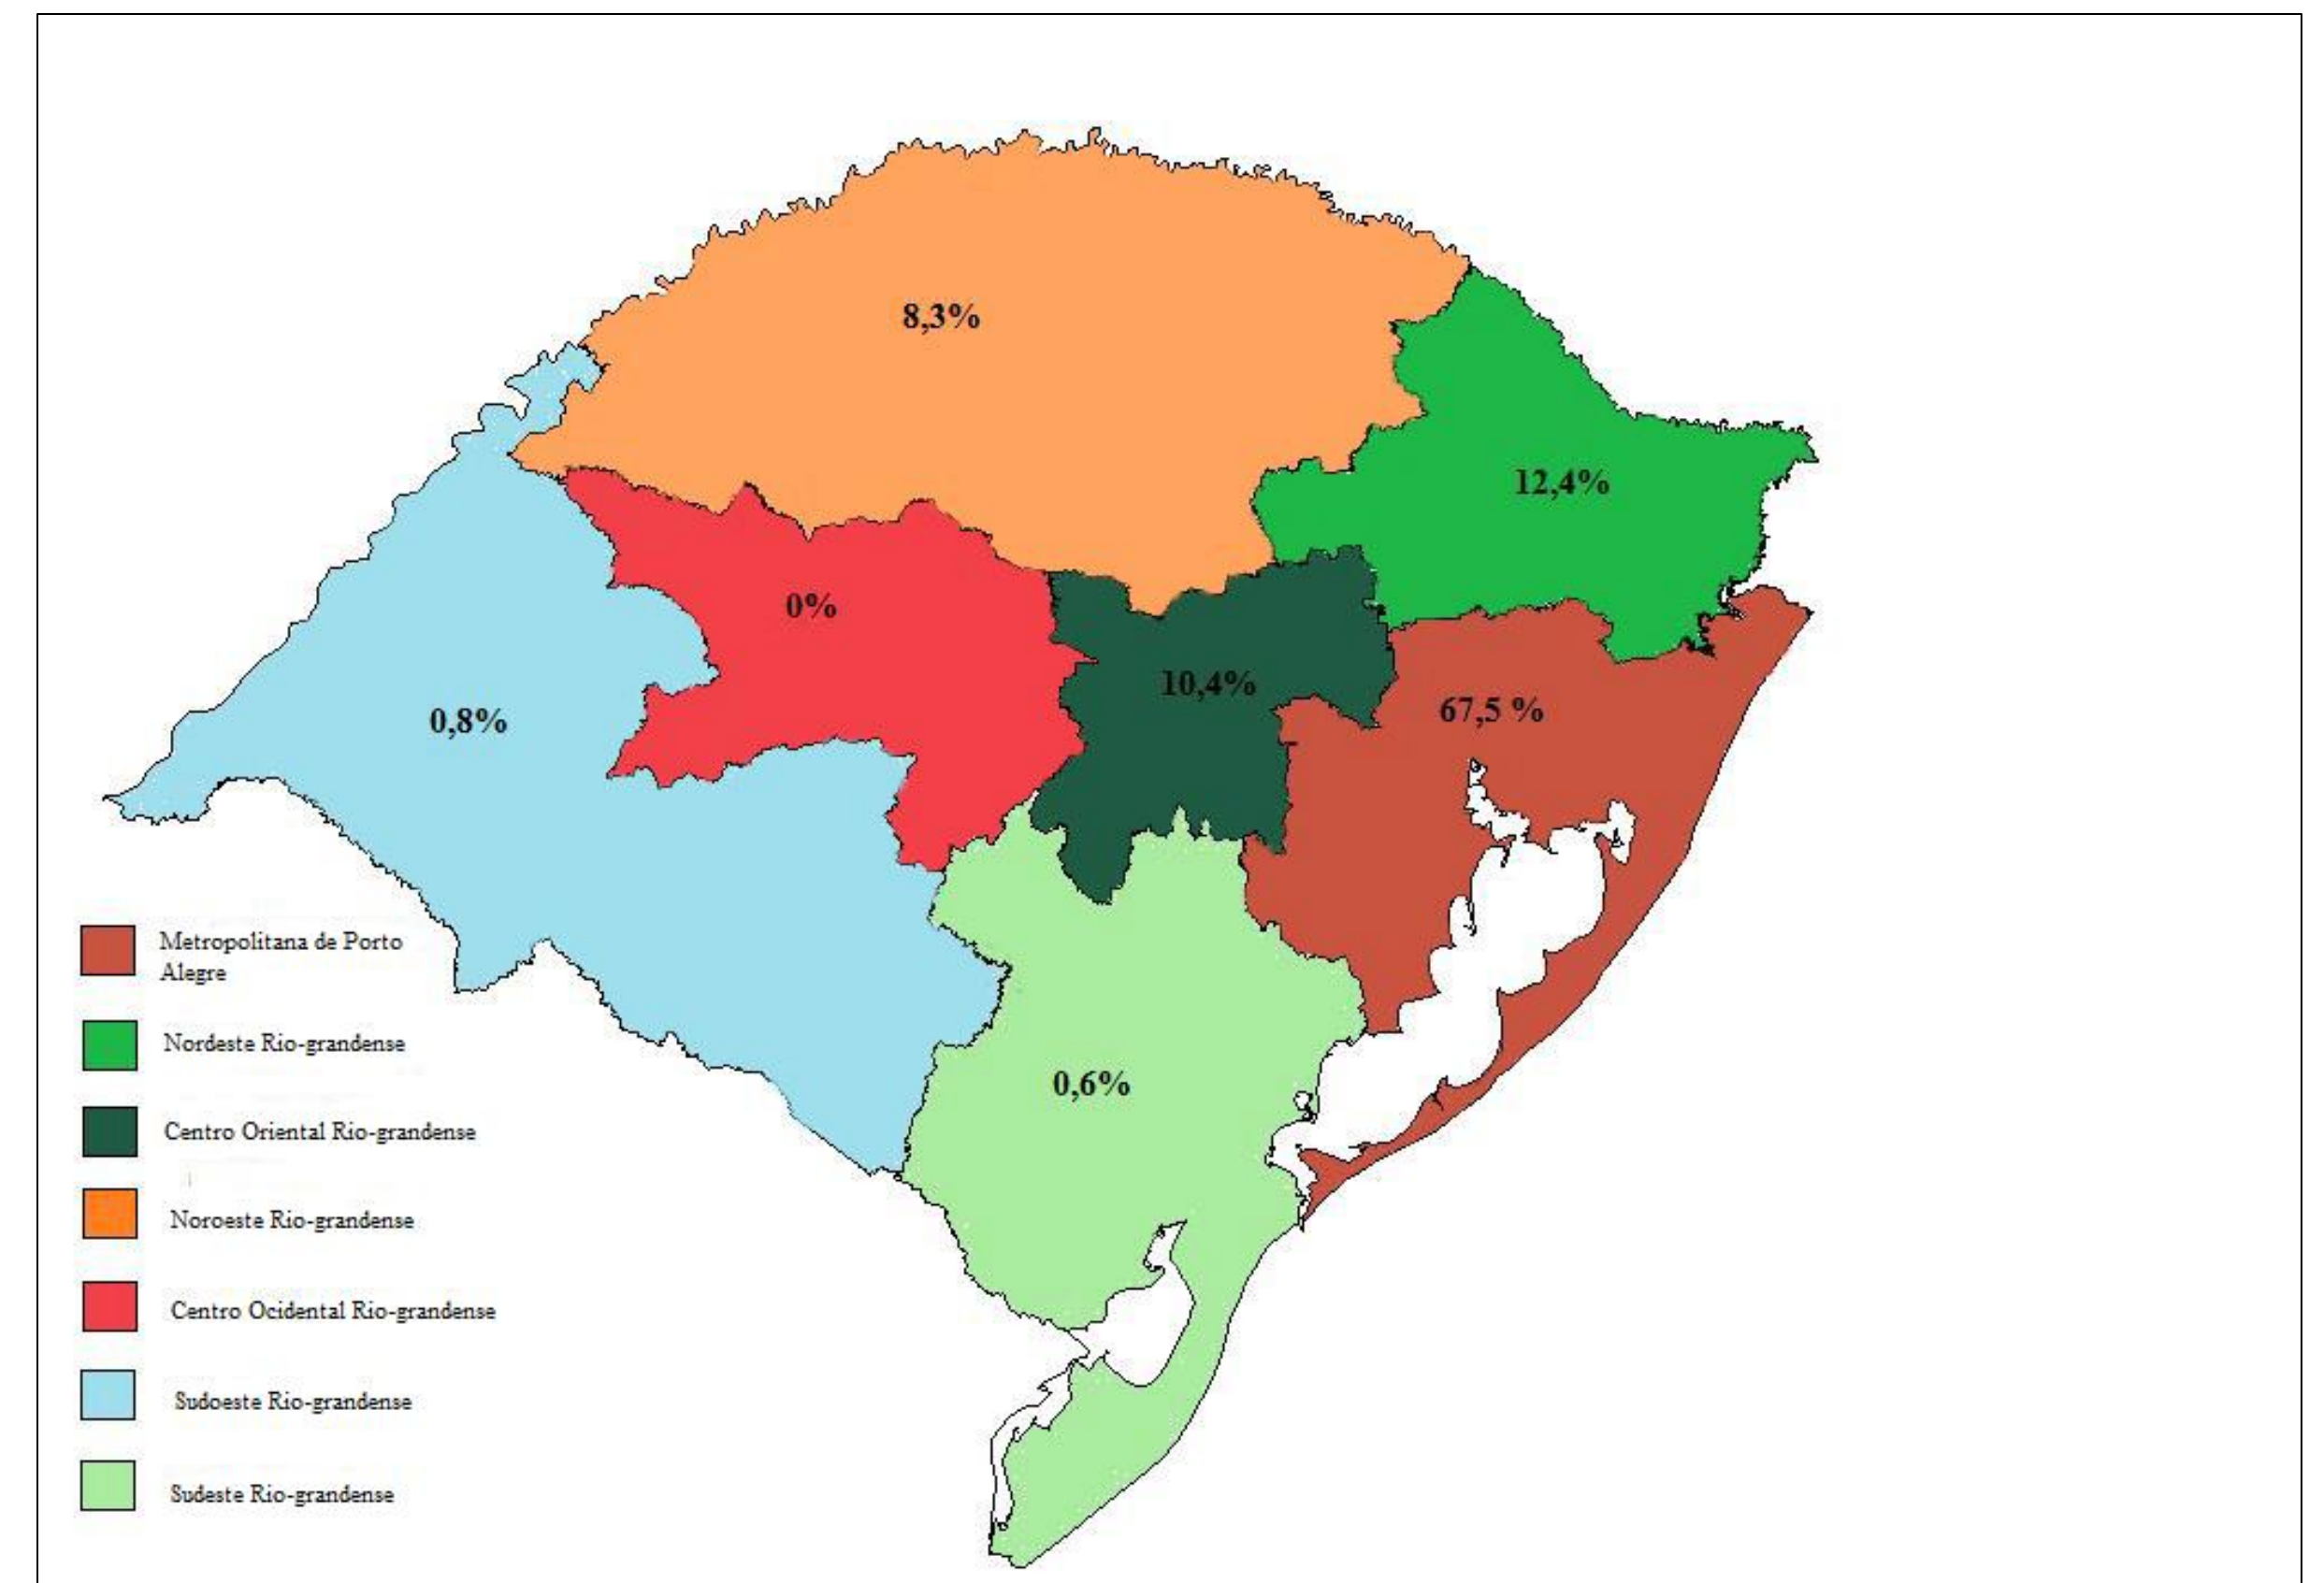 8,3%
12,4%
0%
10,4%
67,5 %
0,8%
0,6%
Metropolitana de Porto
Alegre
Nordeste Rio-grandense
Centro Oriental Rio-grandense
Noroeste Rio-grandense
Centro Ocidental Rio-grandense
Sudoeste Rio-grandense
Sudeste Rio-grandense